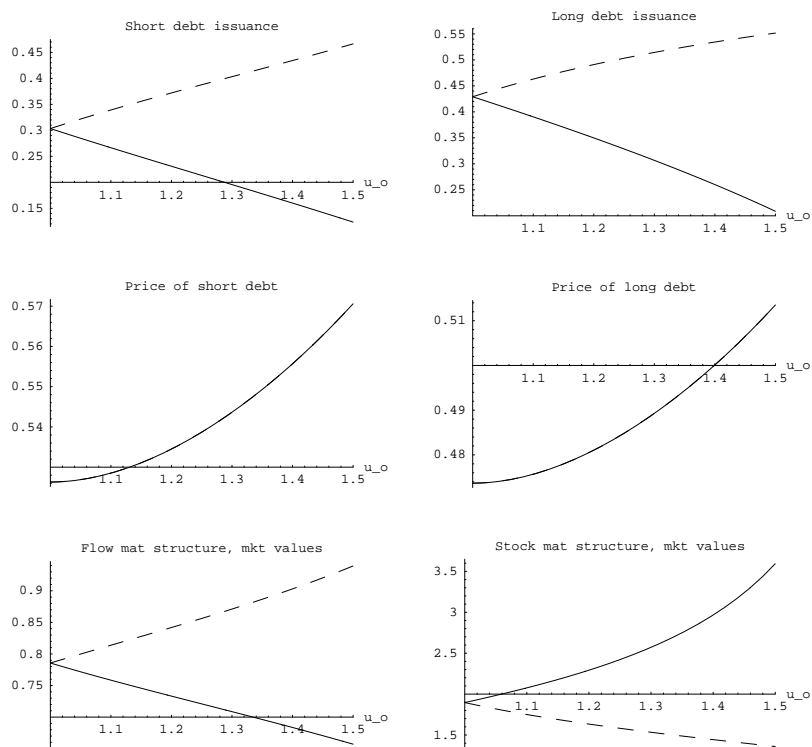 Short debt issuance
0.45
0.4
0.35
0.3
0.25
0.15
1.1 1.2 1.3 1.4 1.5
u_o
Long debt issuance
0.55
0.5
0.45
0.4
0.35
0.3
0.25
1.1 1.2 1.3 1.4 1.5
u_o
Price of short debt
0.57
0.56
0.55
0.54
1.1 1.2 1.3 1.4 1.5
u_o
Price of long debt
0.51
0.49
0.48
1.1 1.2 1.3 1.4 1.5
u_o
Flow mat structure, mkt values
0.9
0.8
0.75
1.1 1.2 1.3 1.4 1.5
u_o
Stock mat structure, mkt values
3.5
3
2.5
1.5
1.1 1.2 1.3 1.4 1.5
u_o